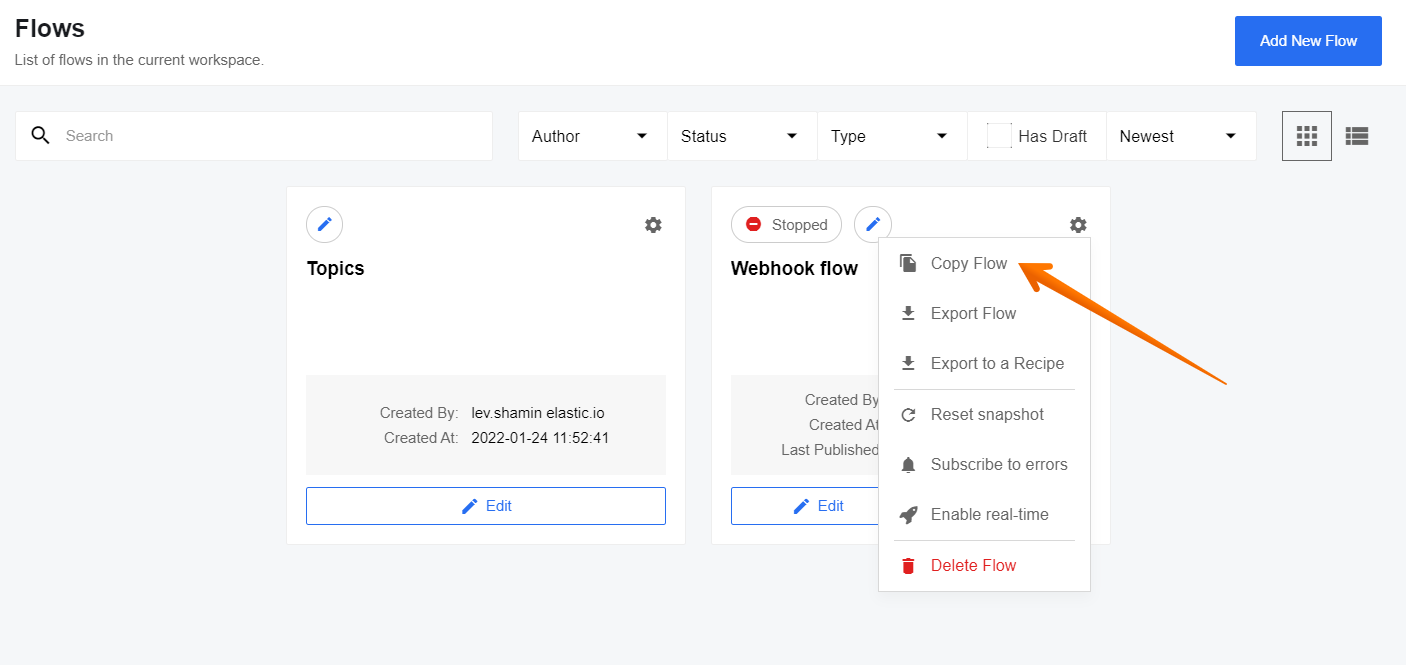 Flows
List of flows in the current workspace.
Add New Flow
Search
Author
Status
Type
Has Draft
Newest
Topics
Created By: lev.shamin elastic.io
Created At: 2022-01-24 11:52:41
Edit
Stopped
Webhook flow
Created By
Created At
Last Published
Edit
Copy Flow
Export Flow
Export to a Recipe
Reset snapshot
Subscribe to errors
Enable real-time
Delete Flow